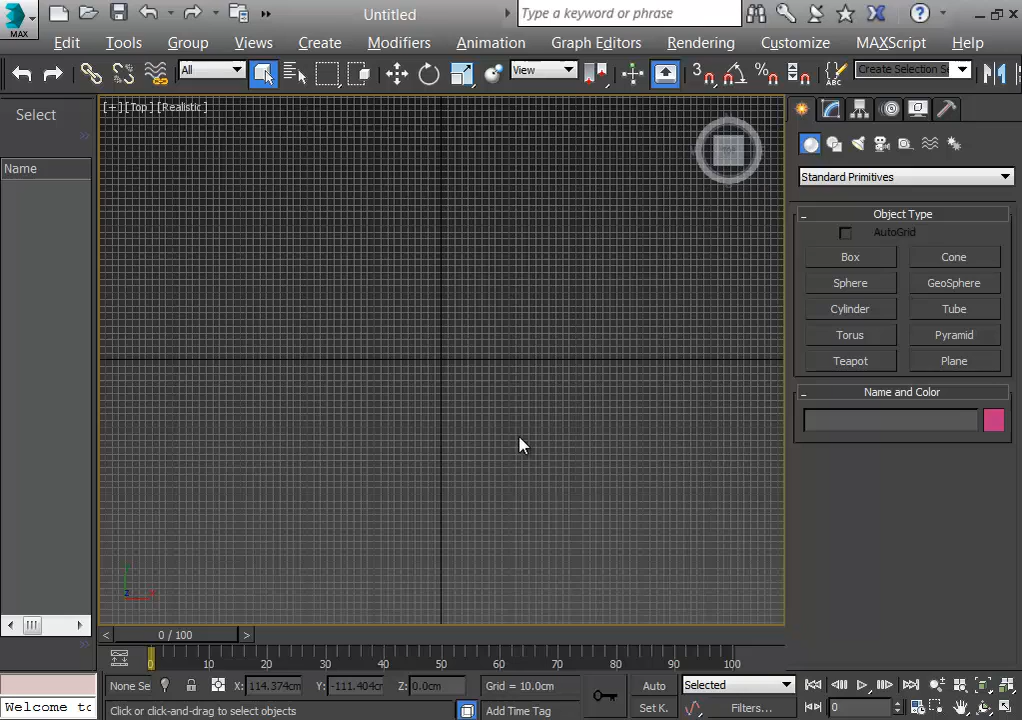 MAX
Untitled
Type a keyword or phrase
Edit Tools Group Views Create Modifiers Animation Graph Editors Rendering Customize MAXScript Help
All
View
3
%
ABC
Create Selection Se
Select
Name
[+][Top][Realistic]
Standard Primitives
Object Type
AutoGrid
Box Cone
Sphere GeoSphere
Cylinder Tube
Torus Pyramid
Teapot Plane
Name and Color
z
< 0 / 100 >
0 10 20 30 40 50 60 70 80 90 100
None Se X: 114.374cm Y: -111.404cm Z: 0.0cm Grid = 10.0cm Auto Selected
Welcome to Click or click-and-drag to select objects Add Time Tag Set K. Filters... 0